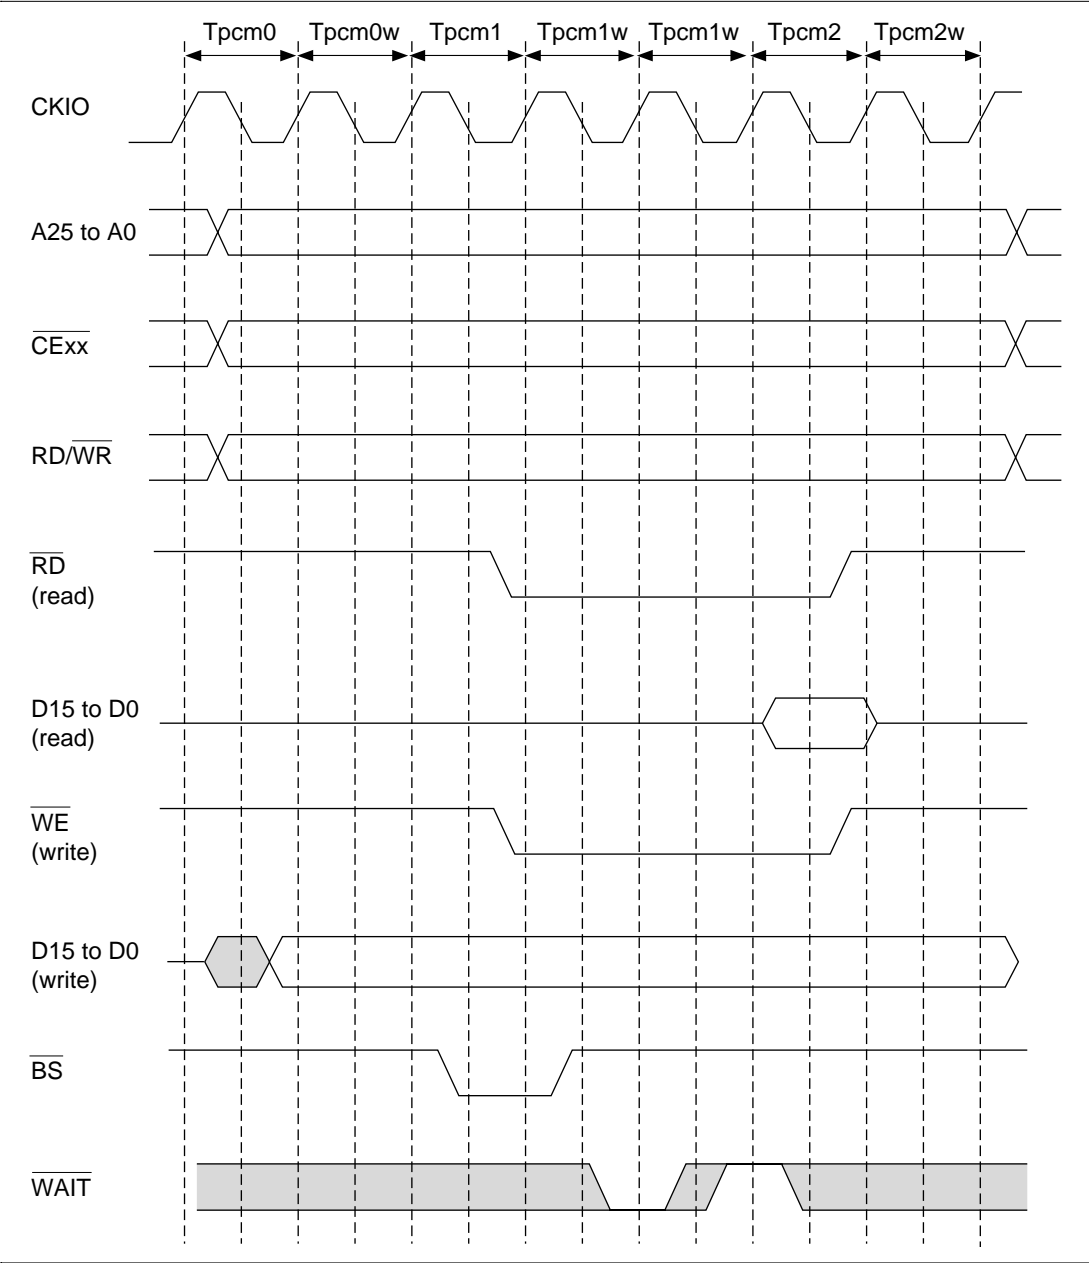 Tpcm0 Tpcm0w Tpcm1 Tpcm1w Tpcm1w Tpcm2 Tpcm2w
CKIO
A25 to A0
CExx
RD/WR
RD
(read)
D15 to D0
(read)
WE
(write)
D15 to D0
(write)
BS
WAIT